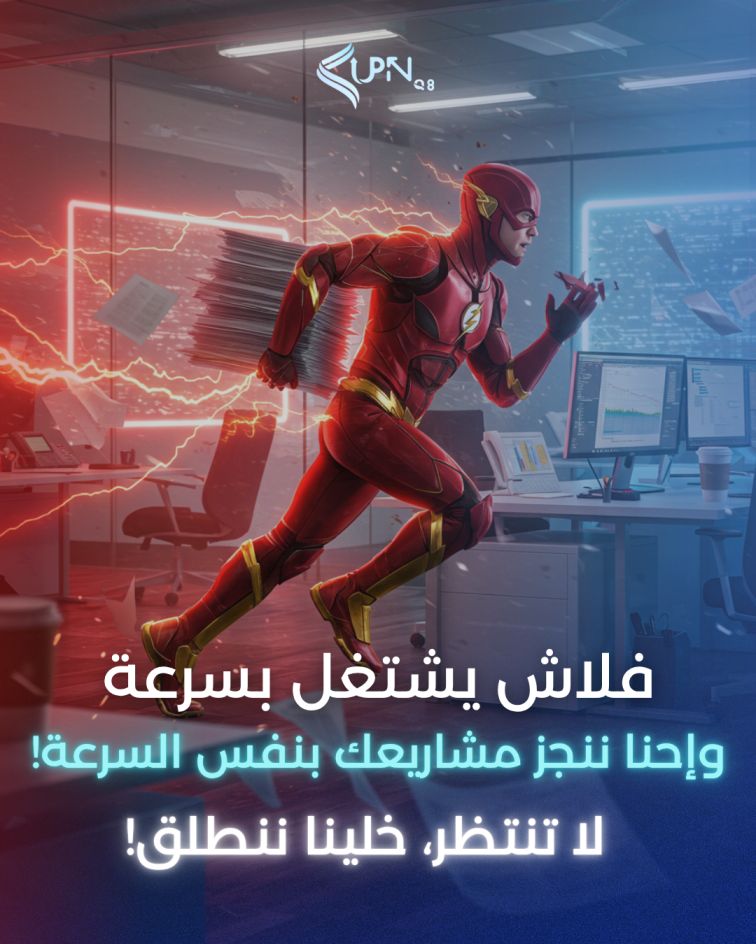 UPN
Q8
فلاش يشتغل بسرعة
وإحنا ننجز مشاريعك بنفس السرعة!
لا تنتظر، خلينا ننطلق!